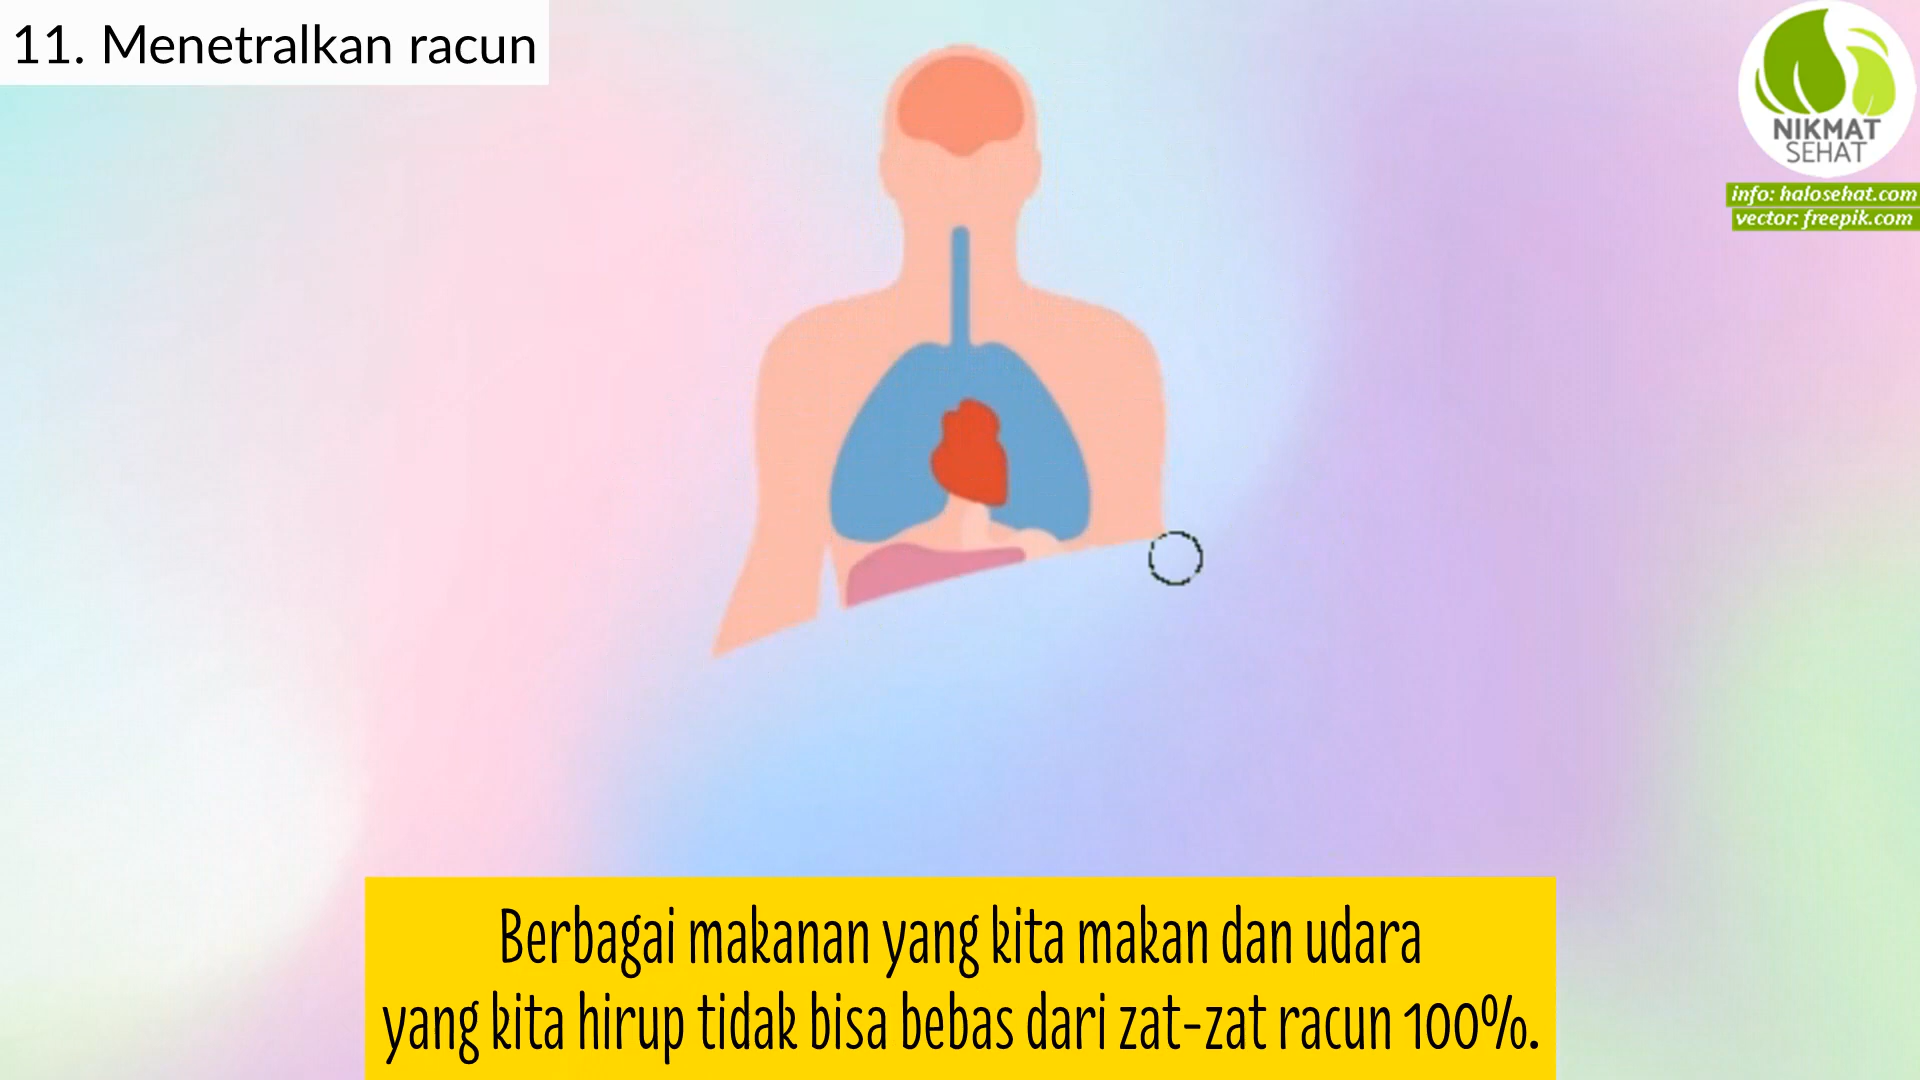 11. Menetralkan racun
NIKMAT
SEHAT
info: halosehat.com
vector: freepik.com
Berbagai makanan yang kita makan dan udara
yang kita hirup tidak bisa bebas dari zat-zat racun 100%.